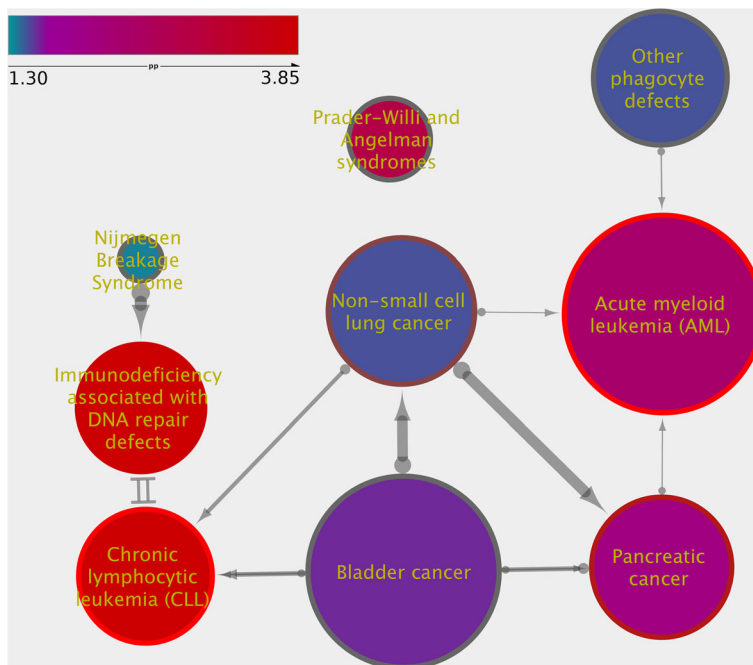 pp
1.30
3.85
Other
phagocyte
defects
Prader-Willi and
Angelman
syndromes
Nijmegen
Breakage
Syndrome
Non-small cell
lung cancer
Acute myeloid
leukemia (AML)
Immunodeficiency
associated with
DNA repair
defects
Chronic
lymphocytic
leukemia (CLL)
Bladder cancer
Pancreatic
cancer